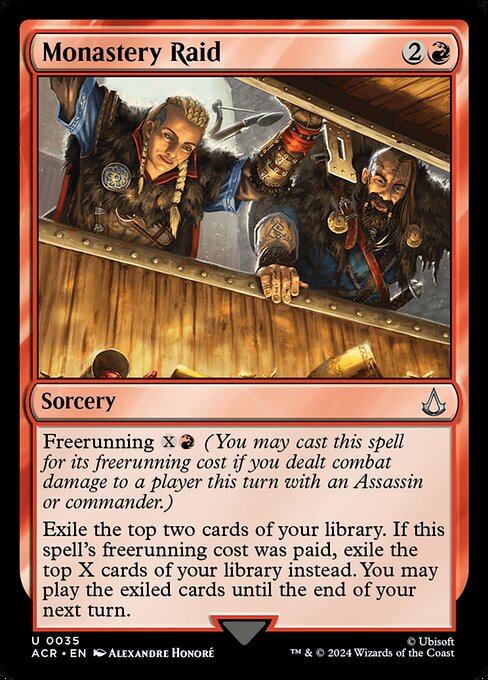 Monastery Raid 2
Sorcery
Freerunning X (You may cast this spell
for its freerunning cost if you dealt combat
damage to a player this turn with an Assassin
or commander.)
Exile the top two cards of your library. If this
spell's freerunning cost was paid, exile the
top X cards of your library instead. You may
play the exiled cards until the end of your
next turn.
U 0035
ACR • EN Alexandre Honoré
© Ubisoft
™ & © 2024 Wizards of the Coast